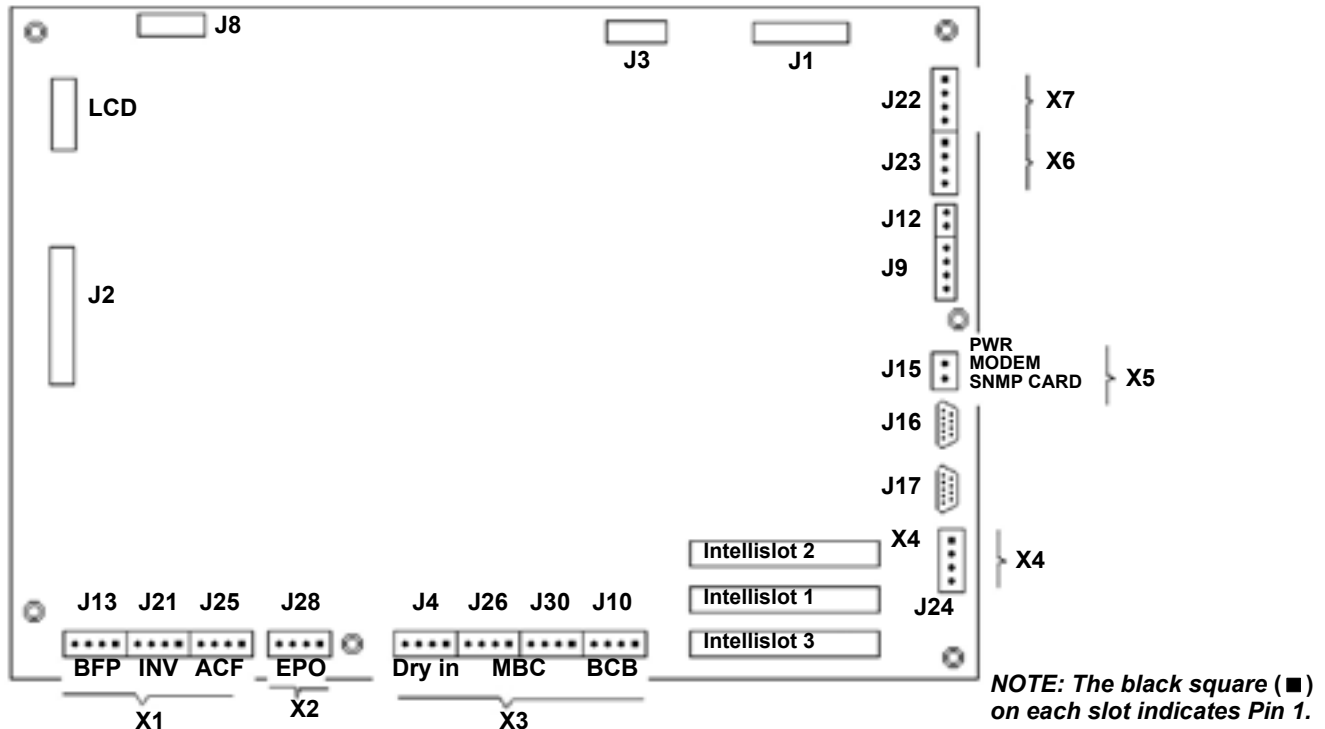 J8
J3
J1
LCD
J22
X7
J23
X6
J12
J9
J2
PWR
MODEM
SNMP CARD
J15
X5
J16
J17
X4
X4
Intellislot 2
Intellislot 1
Intellislot 3
J24
J13 J21 J25 J28 J4 J26 J30 J10
BFP INV ACF EPO Dry in MBC BCB
X1 X2 X3
NOTE: The black square (■)
on each slot indicates Pin 1.